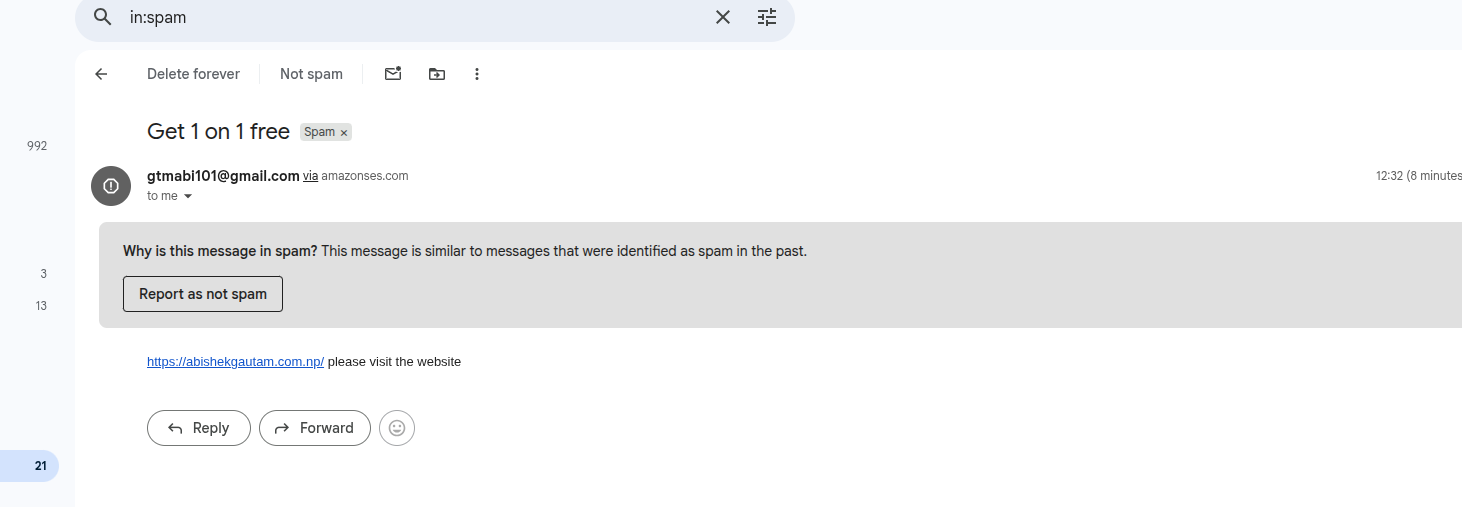 in:spam
Delete forever Not spam
Get 1 on 1 free Spam ×
992
gtmabi101@gmail.com via amazonses.com 12:32 (8 minutes
to me
Why is this message in spam? This message is similar to messages that were identified as spam in the past.
3
Report as not spam
13
https://abishekgautam.com.np/ please visit the website
Reply Forward
21